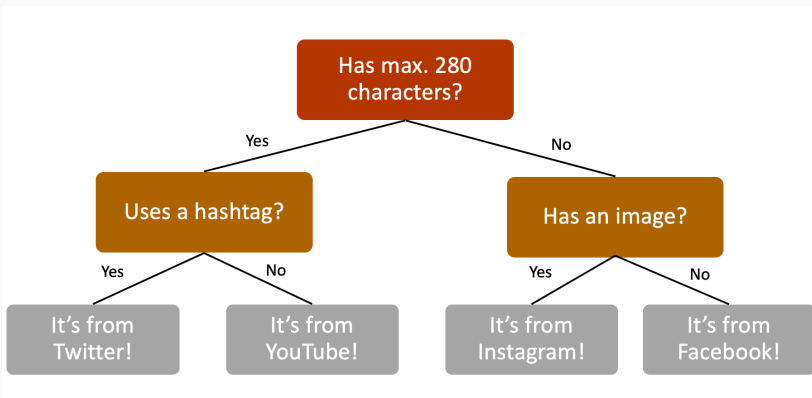 Has max. 280
characters?
Yes
No
Uses a hashtag?
Has an image?
Yes
No
Yes
No
It's from
Twitter!
It's from
YouTube!
It's from
Instagram!
It's from
Facebook!